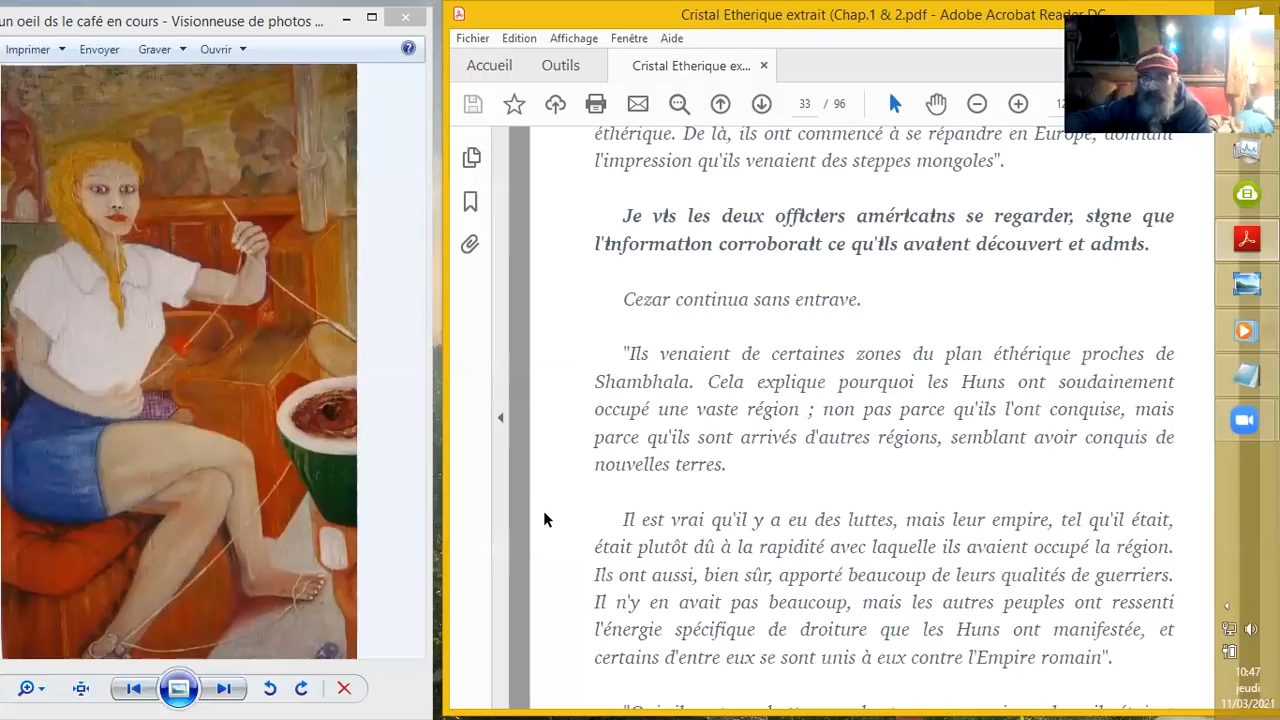 un oeil ds le café en cours - Visionneuse de photos ...
Imprimer Envoyer Graver Ouvrir
Cristal Etherique extrait (Chap.1 & 2.pdf - Adobe Acrobat Reader DC
Fichier Edition Affichage Fenêtre Aide
Accueil Outils Cristal Etherique ex...
33 / 96
éthérique. De là, ils ont commencé à se répandre en Europe, donnant
l'impression qu'ils venaient des steppes mongoles".
Je vis les deux officiers américains se regarder, signe que
l'information corroborait ce qu'ils avaient découvert et admis.
Cezar continua sans entrave.
"Ils venaient de certaines zones du plan éthérique proches de
Shambhala. Cela explique pourquoi les Huns ont soudainement
occupé une vaste région ; non pas parce qu'ils l'ont conquise, mais
parce qu'ils sont arrivés d'autres régions, semblant avoir conquis de
nouvelles terres.
Il est vrai qu'il y a eu des luttes, mais leur empire, tel qu'il était,
était plutôt dû à la rapidité avec laquelle ils avaient occupé la région.
Ils ont aussi, bien sûr, apporté beaucoup de leurs qualités de guerriers.
Il n'y en avait pas beaucoup, mais les autres peuples ont ressenti
l'énergie spécifique de droiture que les Huns ont manifestée, et
certains d'entre eux se sont unis à eux contre l'Empire romain".
10:47
jeudi
11/03/2021